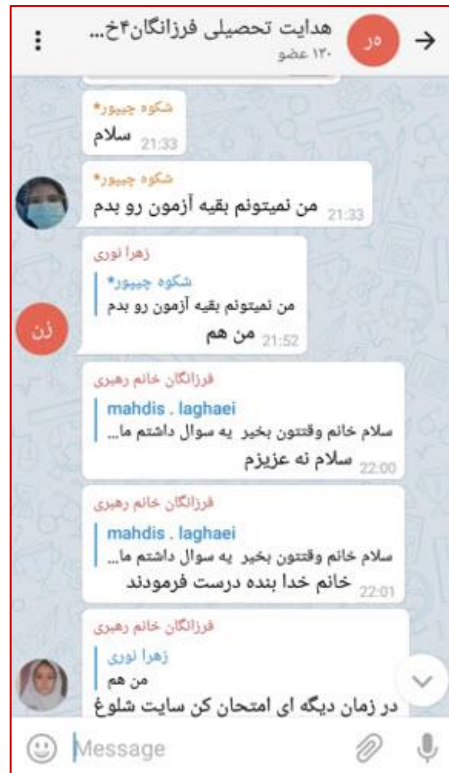 هدایت تحصیلی فرزانگان۴خ...
۱۳۰ عضو
در
شکوه چیپور*
سلام
21:33
شکوه چیپور*
من نمیتونم بقیه آزمون رو بدم
21:33
زهرا نوری
شکوه چیپور*
من نمیتونم بقیه آزمون رو بدم
من هم
21:52
زن
فرزانگان خانم رهبری
mahdis . laghaei
سلام خانم وقتتون بخیر یه سوال داشتم ما...
سلام نه عزیزم
22:00
فرزانگان خانم رهبری
mahdis . laghaei
سلام خانم وقتتون بخیر یه سوال داشتم ما...
خانم خدا بنده درست فرمودند
22:01
فرزانگان خانم رهبری
زهرا نوری
من هم
در زمان دیگه ای امتحان کن سایت شلوغ
Message